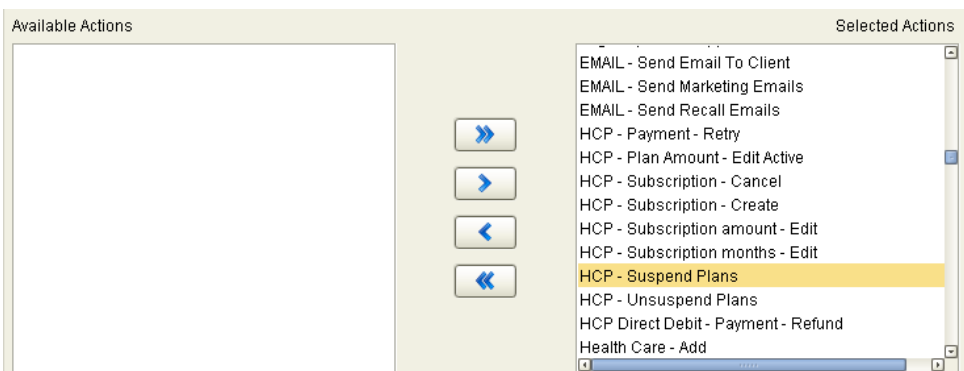 Available Actions
Selected Actions
EMAIL - Send Email To Client
EMAIL - Send Marketing Emails
EMAIL - Send Recall Emails
HCP - Payment - Retry
HCP - Plan Amount - Edit Active
HCP - Subscription - Cancel
HCP - Subscription - Create
HCP - Subscription amount - Edit
HCP - Subscription months - Edit
HCP - Suspend Plans
HCP - Unsuspend Plans
HCP Direct Debit - Payment - Refund
Health Care - Add